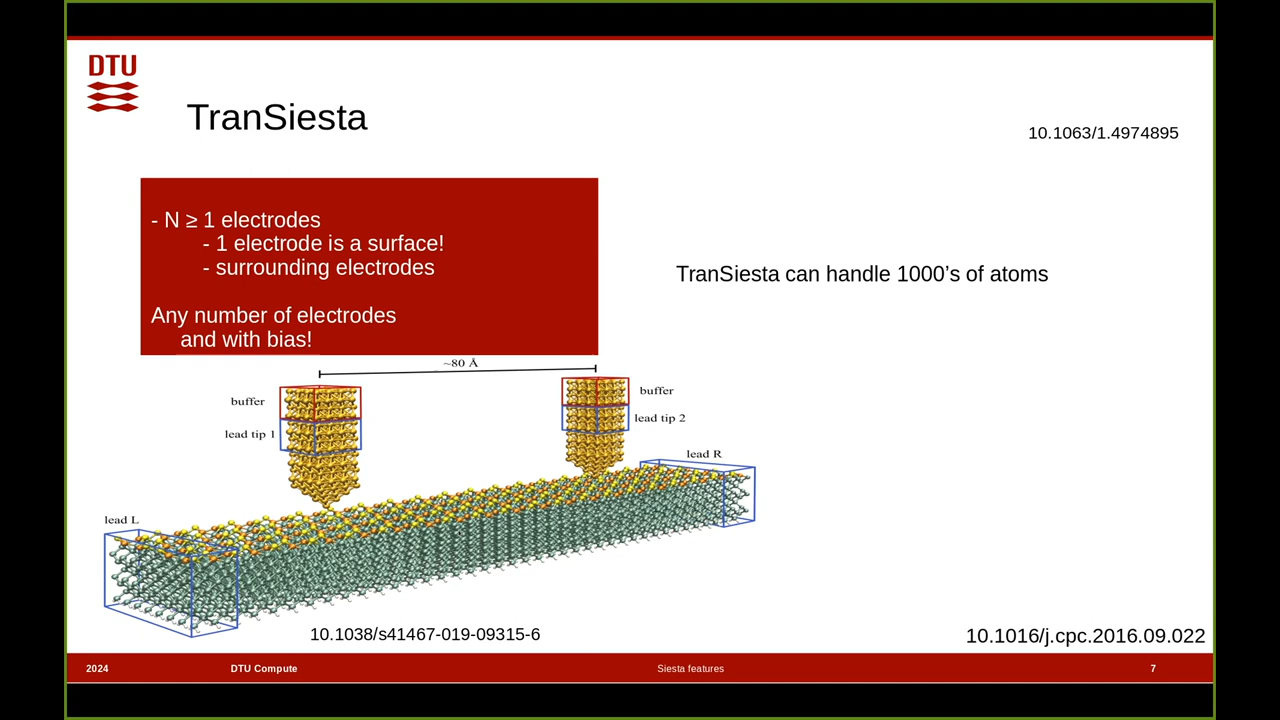 DTU
TranSiesta
10.1063/1.4974895
- N ≥ 1 electrodes
- 1 electrode is a surface!
- surrounding electrodes
Any number of electrodes
and with bias!
TranSiesta can handle 1000’s of atoms
~80 Å
buffer
buffer
lead tip 1
lead tip 2
lead R
lead L
10.1038/s41467-019-09315-6
10.1016/j.cpc.2016.09.022
2024
DTU Compute
Siesta features
7